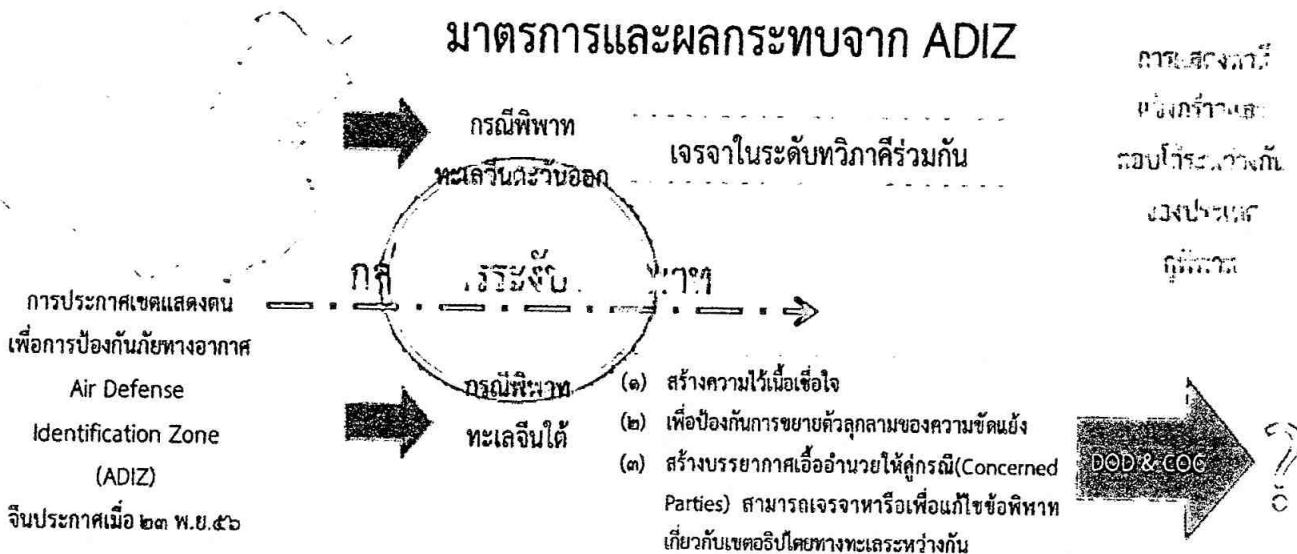 มาตรการและผลกระทบจาก ADIZ
กรณีพิพาท
ทะเลจีนตะวันออก
เจรจาในระดับทวิภาคีร่วมกัน
การประกาศเขตแสดงตน
เพื่อการป้องกันภัยทางอากาศ
Air Defense
Identification Zone
(ADIZ)
จีนประกาศเมื่อ ๒๓ พ.ย.๕๖
กรณีพิพาท
ทะเลจีนใต้
(๑) สร้างความไว้เนื้อเชื่อใจ
(๒) เพื่อป้องกันการขยายตัวลุกลามของความขัดแย้ง
(๓) สร้างบรรยากาศเอื้ออำนวยให้คู่กรณี(Concerned
Parties) สามารถเจรจาหารือเพื่อแก้ไขข้อพิพาท
เกี่ยวกับเขตอธิปไตยทางทะเลระหว่างกัน
DOD & COC
?